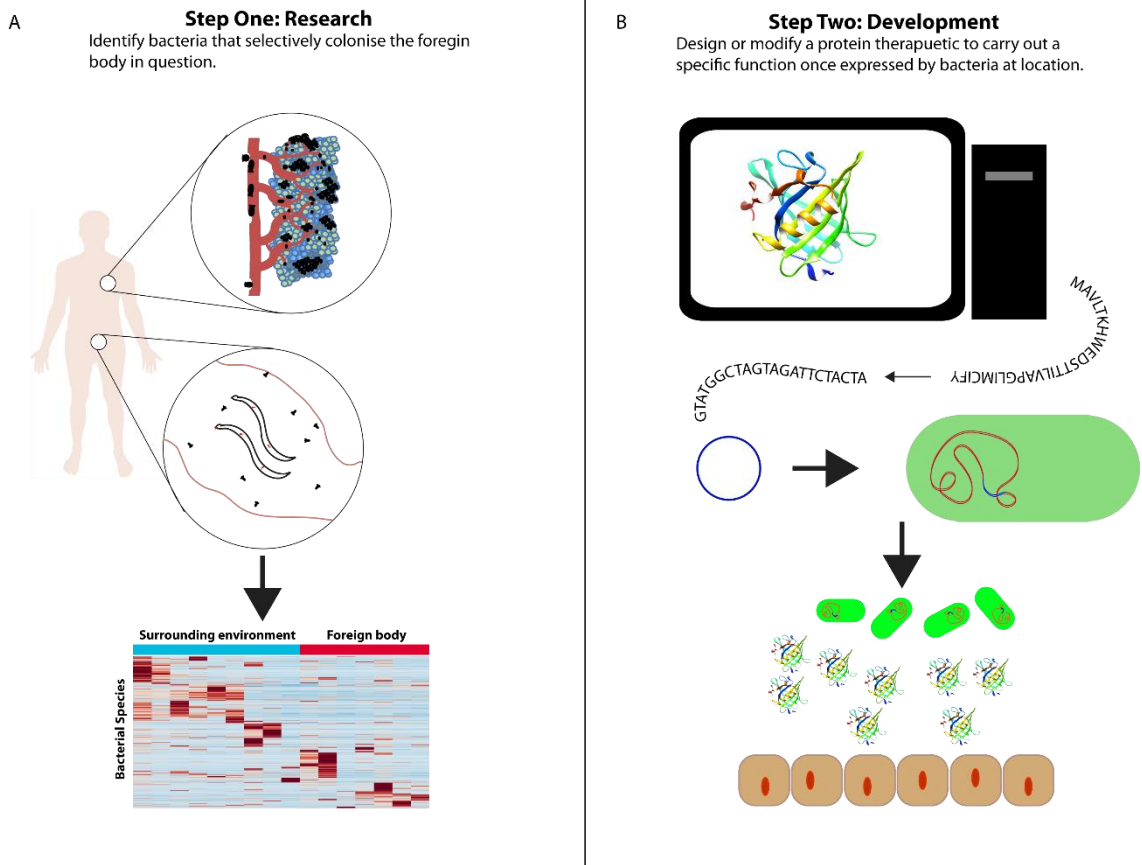 A
Step One: Research
Identify bacteria that selectively colonise the foregin
body in question.
Surrounding environment
Foreign body
Bacterial Species
B
Step Two: Development
Design or modify a protein therapuetic to carry out a
specific function once expressed by bacteria at location.
MAVLTKHWEDSTTILVAPGLIMCIFY
GTATGGCTAGTAGATTCTACTA